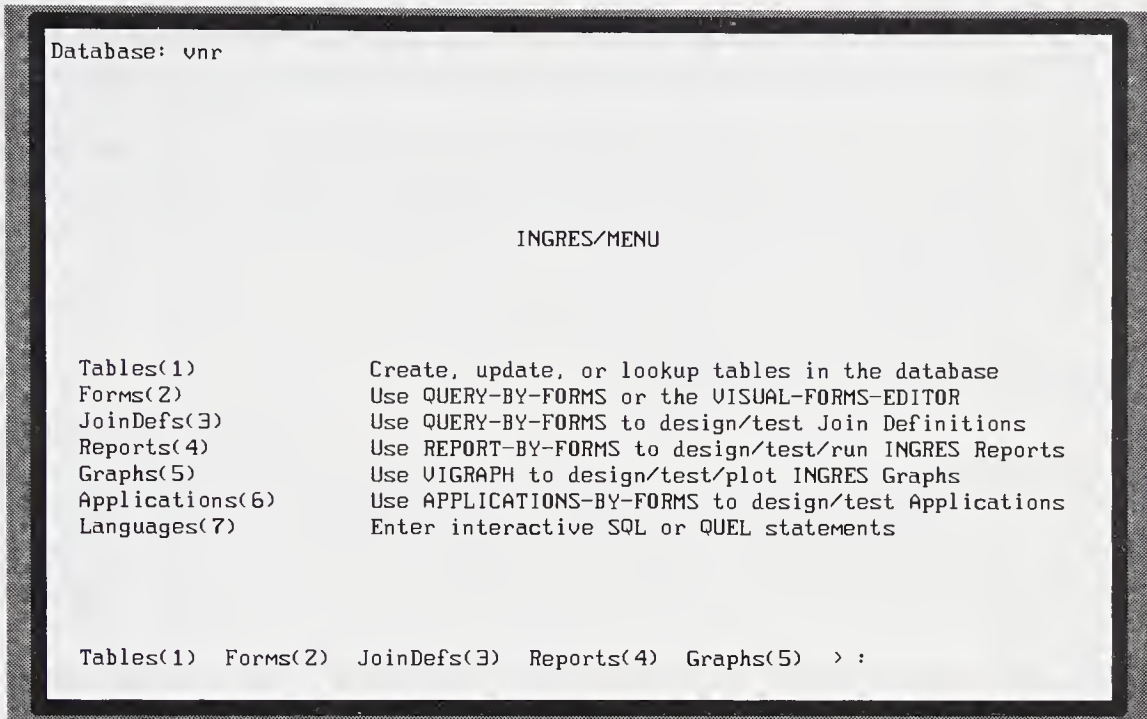 Database: vnr
INGRES/MENU
Tables(1) Create, update, or lookup tables in the database
Forms(2) Use QUERY-BY-FORMS or the VISUAL-FORMS-EDITOR
JoinDefs(3) Use QUERY-BY-FORMS to design/test Join Definitions
Reports(4) Use REPORT-BY-FORMS to design/test/run INGRES Reports
Graphs(5) Use VIGRAPH to design/test/plot INGRES Graphs
Applications(6) Use APPLICATIONS-BY-FORMS to design/test Applications
Languages(7) Enter interactive SQL or QUEL statements
Tables(1) Forms(2) JoinDefs(3) Reports(4) Graphs(5) > :